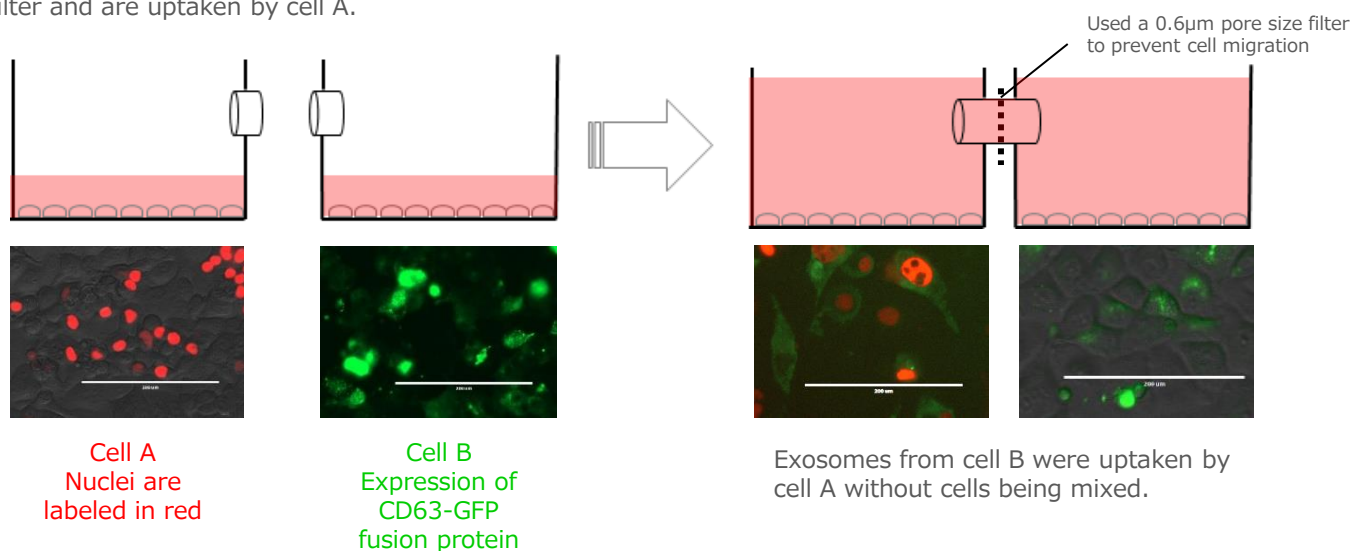 filter and are uptaken by cell A.
Used a 0.6µm pore size filter
to prevent cell migration
200 um
200 um
Cell A
Nuclei are
labeled in red
Cell B
Expression of
CD63-GFP
fusion protein
Exosomes from cell B were uptaken by
cell A without cells being mixed.